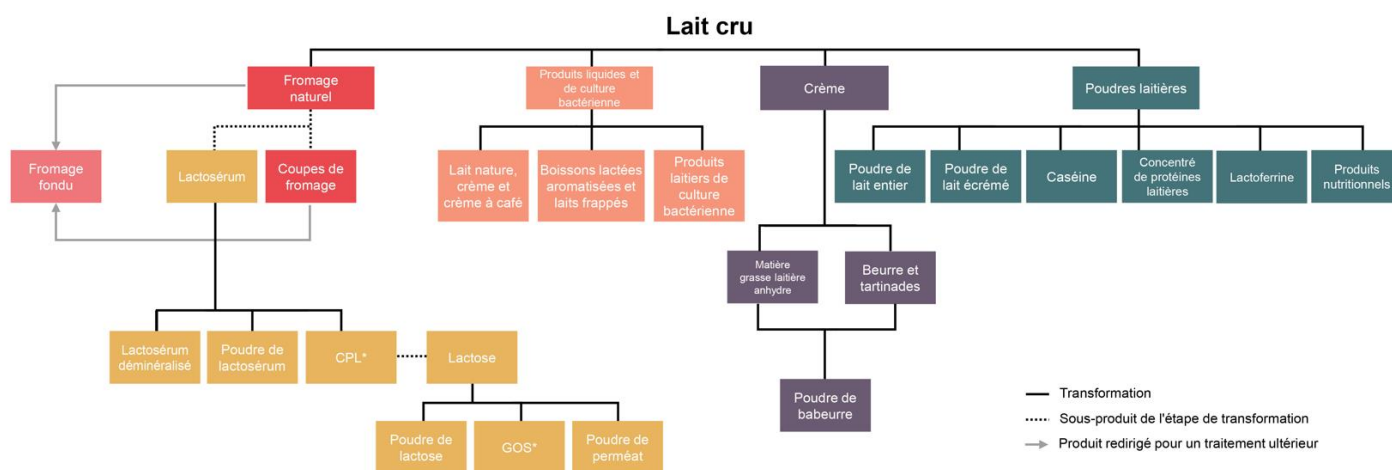 Lait cru
Fromage
naturel
Produits liquides et
de culture
bactérienne
Crème
Poudres laitières
Fromage
fondu
Lactosérum
Coupes de
fromage
Lait nature,
crème et
crème à café
Boissons lactées
aromatisées et
laits frappés
Produits
laitiers de
culture
bactérienne
Poudre de
lait entier
Poudre de
lait écrémé
Caséine
Concentré
de protéines
laitières
Lactoferrine
Produits
nutritionnels
Matière
grasse laitière
anhydre
Beurre et
tartinades
Lactosérum
déminéralisé
Poudre de
lactosérum
CPL*
Lactose
Poudre de
babeurre
Poudre de
lactose
GOS*
Poudre de
perméat
Transformation
Sous-produit de l'étape de transformation
Produit redirigé pour un traitement ultérieur